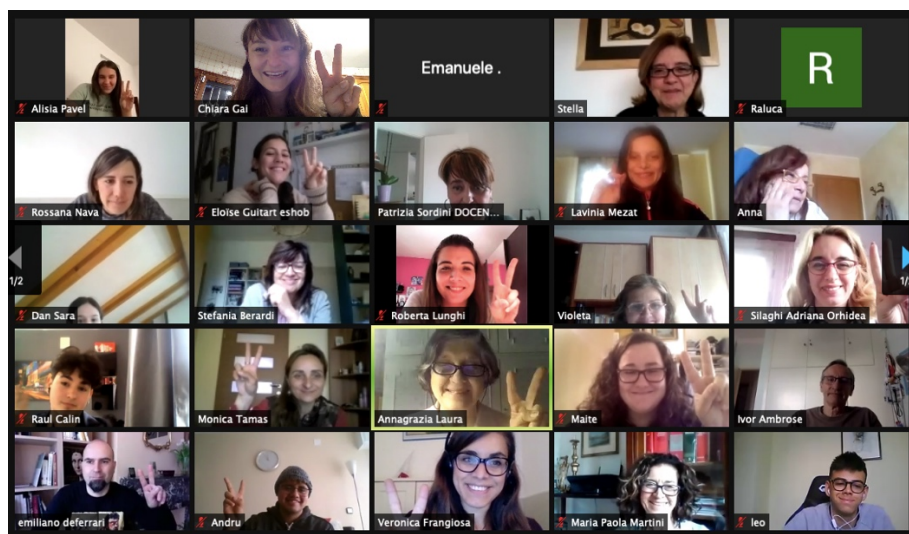 Alisia Pavel
Chiara Gai
Emanuele .
Stella
R
Raluca
Rossana Nava
Eloïse Guitart eshob
Patrizia Sordini DOCEN...
Lavinia Mezat
Anna
1/2
Dan Sara
Stefania Berardi
Roberta Lunghi
Violeta
Silaghi Adriana Orhidea
1/
Raul Calin
Monica Tamas
Annagrazia Laura
Maite
Ivor Ambrose
emiliano deferrari
Andru
Veronica Frangiosa
Maria Paola Martini
leo